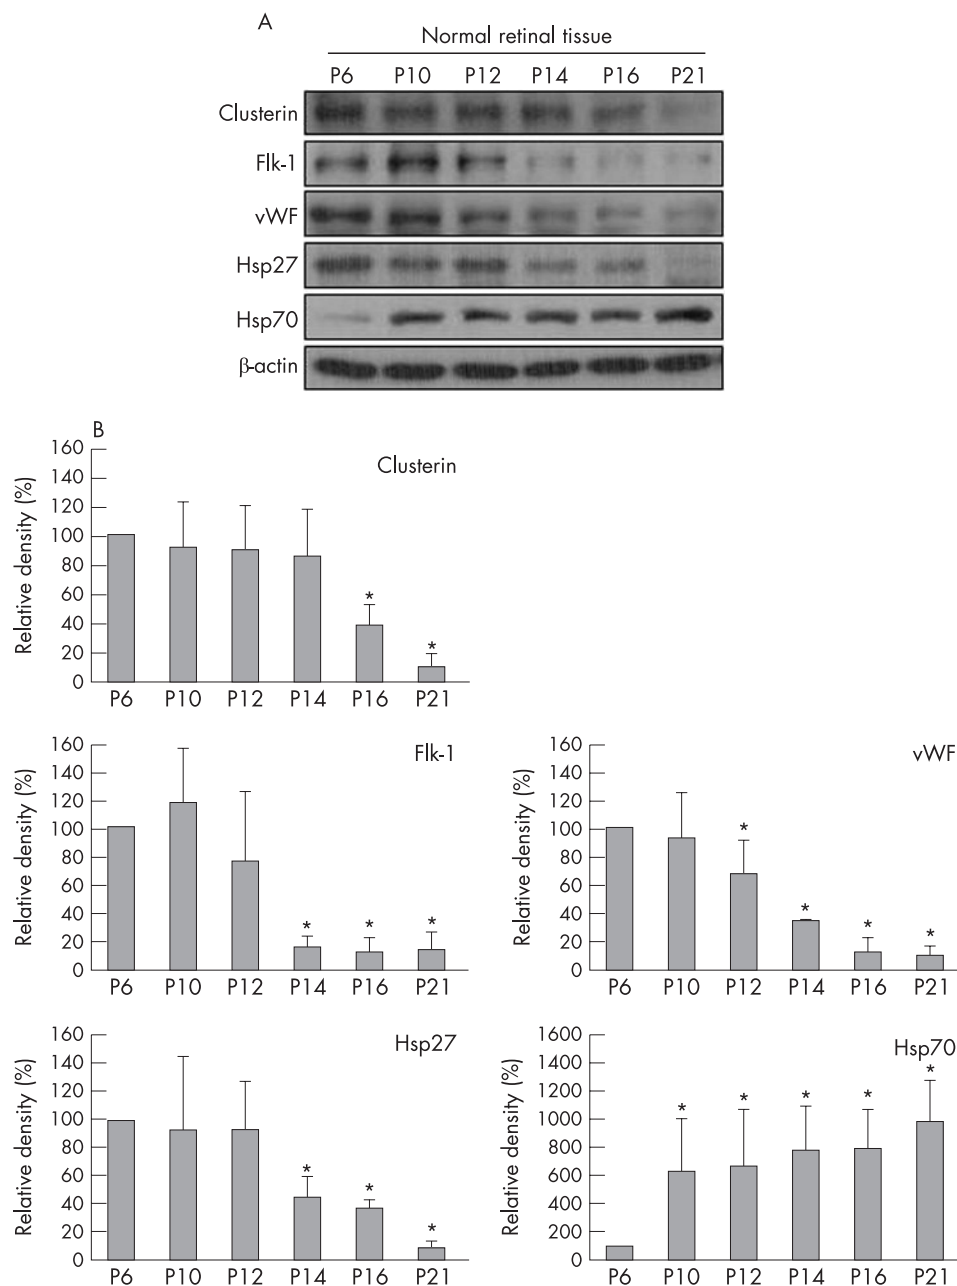 A
Normal retinal tissue
P6 P10 P12 P14 P16 P21
Clusterin
Flk-1
vWF
Hsp27
Hsp70
β-actin
B
Clusterin
Relative density (%)
160
140
120
100
80
60
40
20
0
* *
P6 P10 P12 P14 P16 P21
Flk-1
Relative density (%)
160
140
120
100
80
60
40
20
0
* * *
P6 P10 P12 P14 P16 P21
vWF
Relative density (%)
160
140
120
100
80
60
40
20
0
* * * *
P6 P10 P12 P14 P16 P21
Hsp27
Relative density (%)
160
140
120
100
80
60
40
20
0
* * *
P6 P10 P12 P14 P16 P21
Hsp70
Relative density (%)
1600
1400
1200
1000
800
600
400
200
0
* * * * *
P6 P10 P12 P14 P16 P21